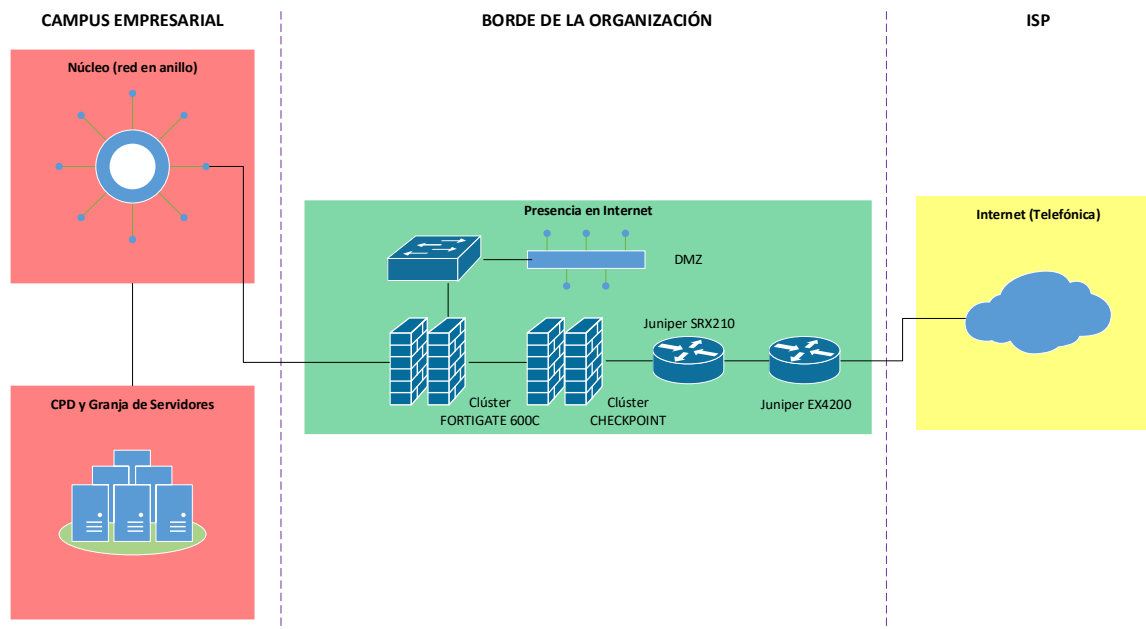 CAMPUS EMPRESARIAL
BORDE DE LA ORGANIZACIÓN
ISP
Núcleo (red en anillo)
Presencia en Internet
DMZ
Internet (Telefónica)
Juniper SRX210
Clúster
FORTIGATE 600C
Clúster
CHECKPOINT
Juniper EX4200
CPD y Granja de Servidores